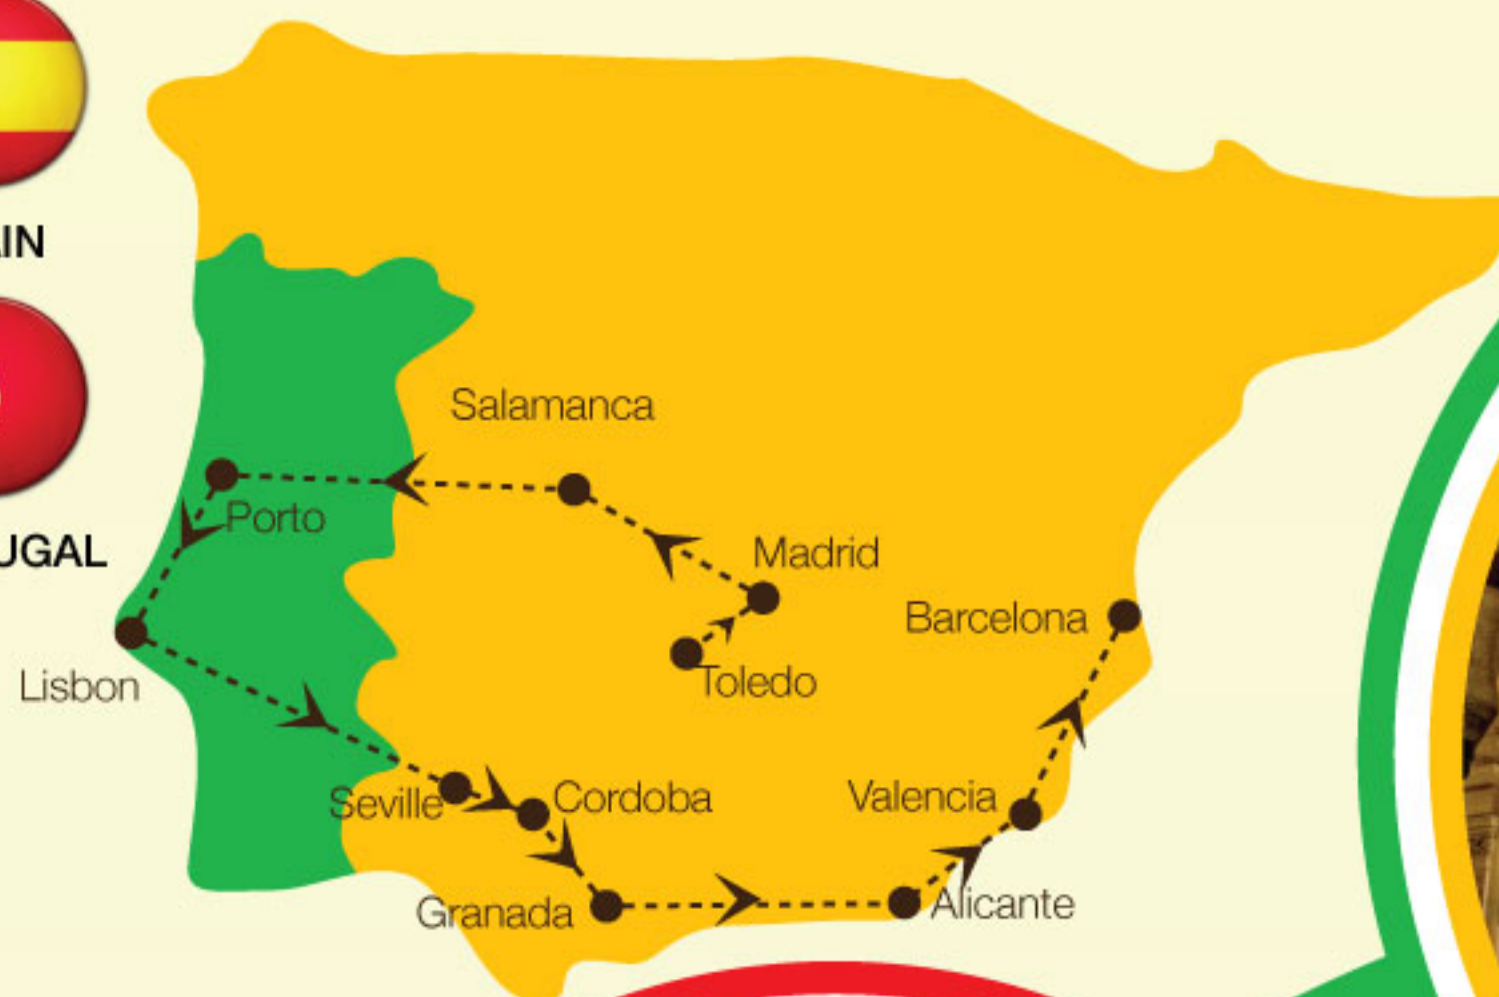 IN
UGAL
Salamanca
Porto
Madrid
Barcelona
Toledo
Lisbon
Seville
Cordoba
Valencia
Granada
Alicante